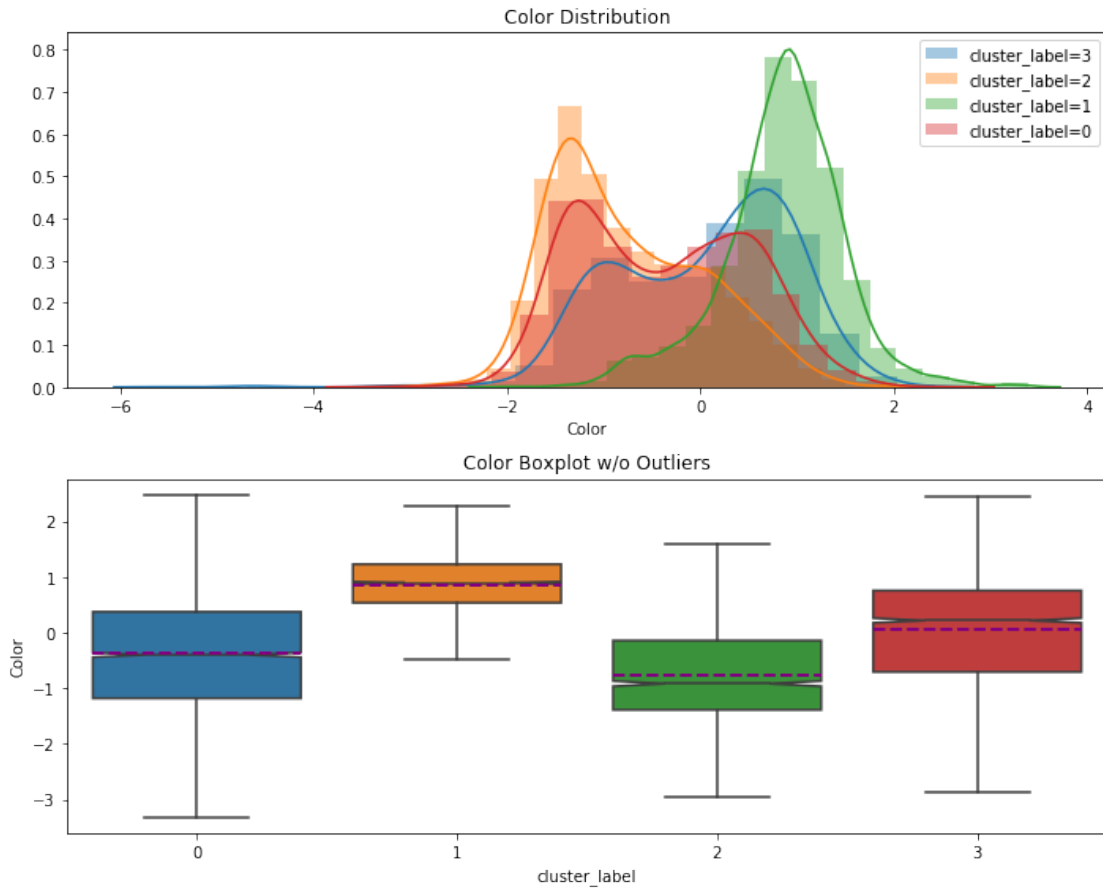 Color Distribution
0.8
0.7
0.6
0.5
0.4
0.3
0.2
0.1
0.0
cluster_label=3
cluster_label=2
cluster_label=1
cluster_label=0
−6 −4 −2 0 2 4
Color
Color Boxplot w/o Outliers
Color
2
1
0
−1
−2
−3
0 1 2 3
cluster_label